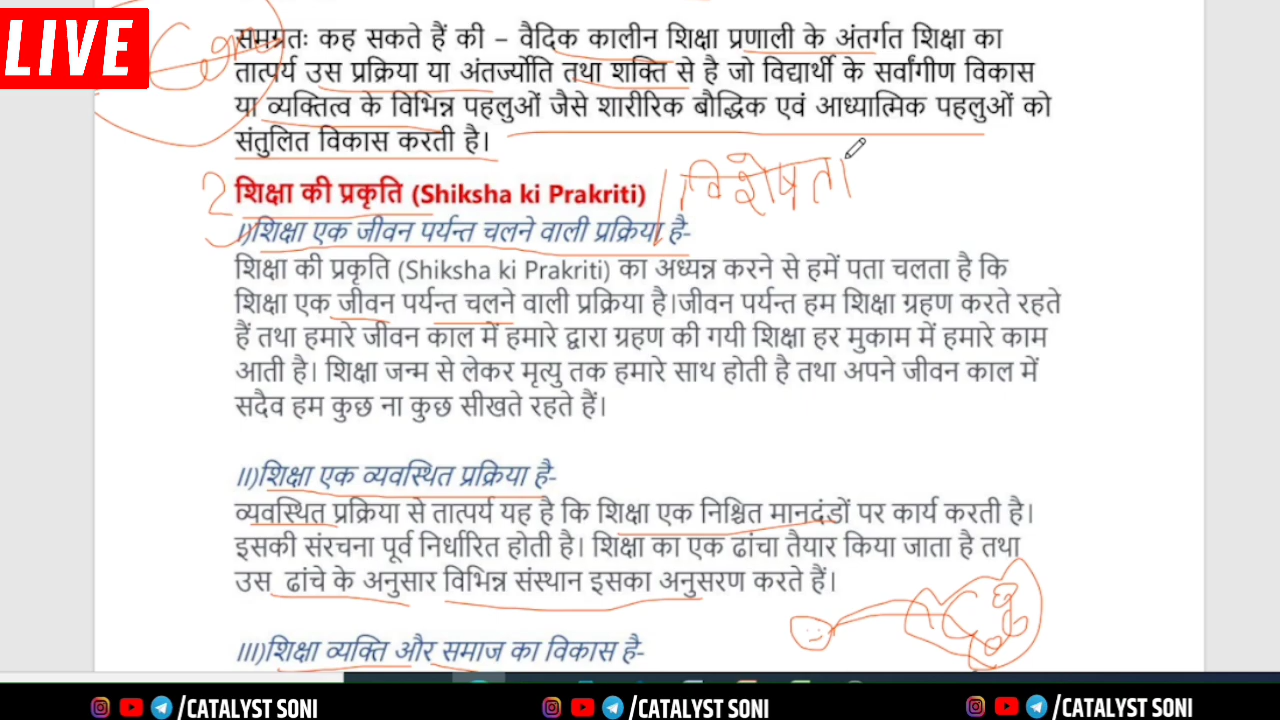 LIVE
समग्रतः कह सकते हैं की – वैदिक कालीन शिक्षा प्रणाली के अंतर्गत शिक्षा का
तात्पर्य उस प्रक्रिया या अंतर्ज्योति तथा शक्ति से है जो विद्यार्थी के सर्वांगीण विकास
या व्यक्तित्व के विभिन्न पहलुओं जैसे शारीरिक बौद्धिक एवं आध्यात्मिक पहलुओं को
संतुलित विकास करती है।
2 शिक्षा की प्रकृति (Shiksha ki Prakriti) / विशेषता
I)शिक्षा एक जीवन पर्यन्त चलने वाली प्रक्रिया है-
शिक्षा की प्रकृति (Shiksha ki Prakriti) का अध्यन्न करने से हमें पता चलता है कि
शिक्षा एक जीवन पर्यन्त चलने वाली प्रक्रिया है।जीवन पर्यन्त हम शिक्षा ग्रहण करते रहते
हैं तथा हमारे जीवन काल में हमारे द्वारा ग्रहण की गयी शिक्षा हर मुकाम में हमारे काम
आती है। शिक्षा जन्म से लेकर मृत्यु तक हमारे साथ होती है तथा अपने जीवन काल में
सदैव हम कुछ ना कुछ सीखते रहते हैं।
II)शिक्षा एक व्यवस्थित प्रक्रिया है-
व्यवस्थित प्रक्रिया से तात्पर्य यह है कि शिक्षा एक निश्चित मानदंडों पर कार्य करती है।
इसकी संरचना पूर्व निर्धारित होती है। शिक्षा का एक ढांचा तैयार किया जाता है तथा
उस ढांचे के अनुसार विभिन्न संस्थान इसका अनुसरण करते हैं।
III)शिक्षा व्यक्ति और समाज का विकास है-
/CATALYST SONI /CATALYST SONI /CATALYST SONI